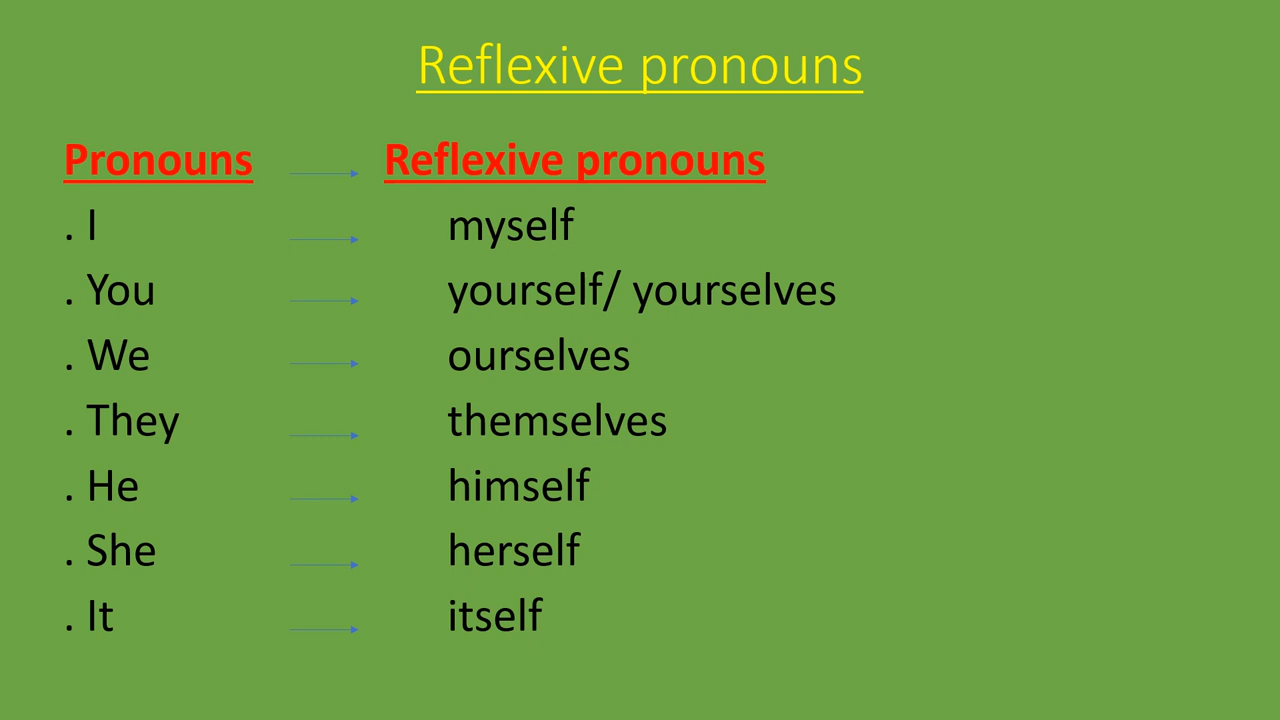 Reflexive pronouns
Pronouns Reflexive pronouns
. I myself
. You yourself/ yourselves
. We ourselves
. They themselves
. He himself
. She herself
. It itself